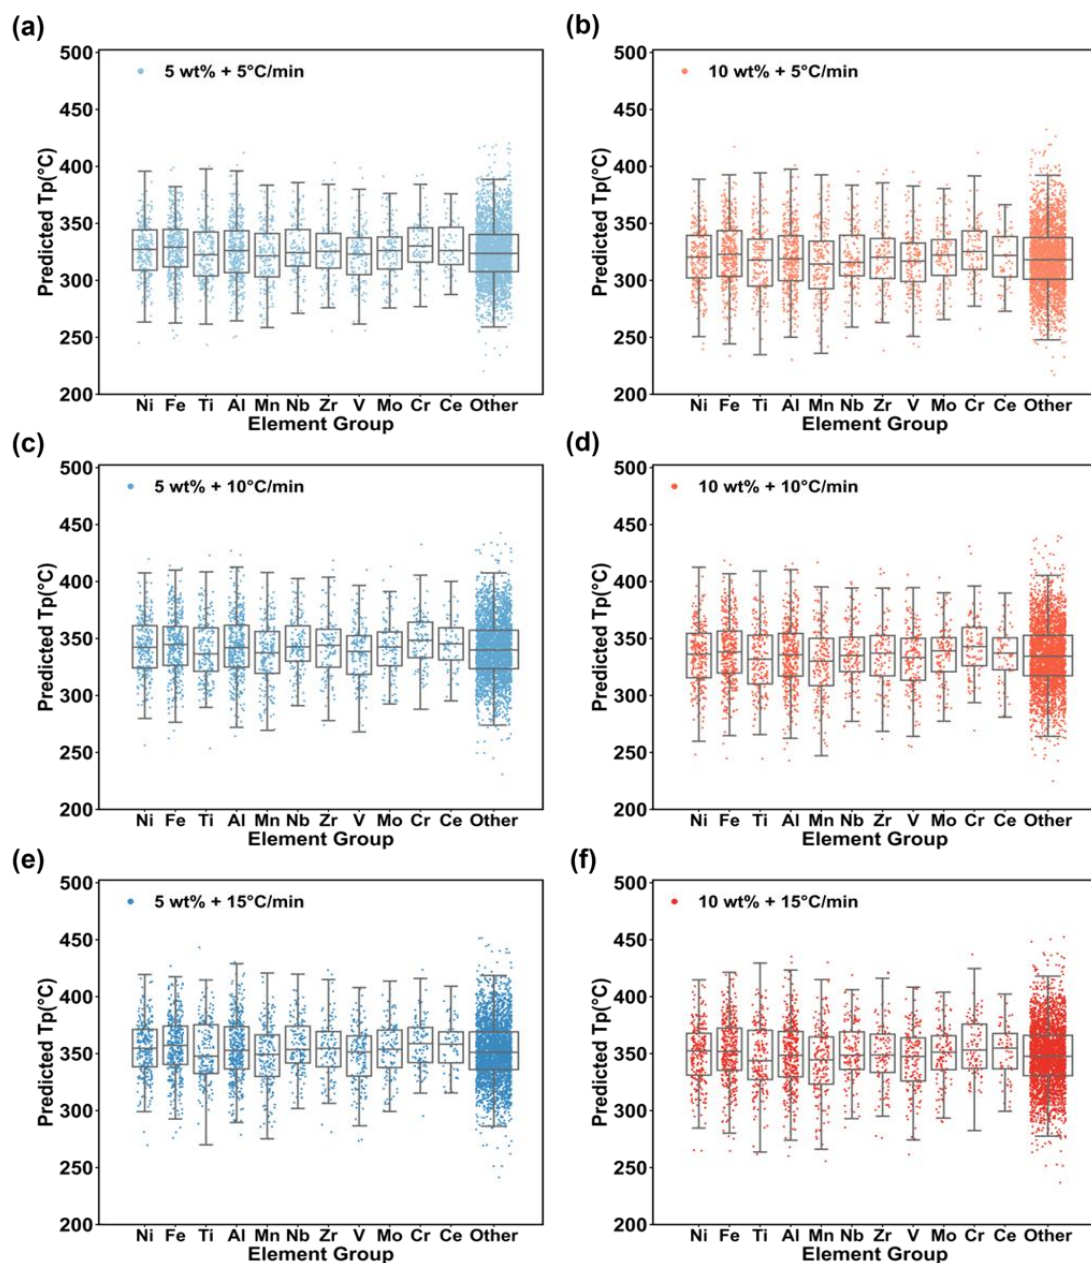 (a)
500
450
400
350
300
250
200
Predicted Tp(°C)
5 wt% + 5°C/min
Ni Fe Ti Al Mn Nb Zr V Mo Cr Ce Other
Element Group
(b)
500
450
400
350
300
250
200
Predicted Tp(°C)
10 wt% + 5°C/min
Ni Fe Ti Al Mn Nb Zr V Mo Cr Ce Other
Element Group
(c)
500
450
400
350
300
250
200
Predicted Tp(°C)
5 wt% + 10°C/min
Ni Fe Ti Al Mn Nb Zr V Mo Cr Ce Other
Element Group
(d)
500
450
400
350
300
250
200
Predicted Tp(°C)
10 wt% + 10°C/min
Ni Fe Ti Al Mn Nb Zr V Mo Cr Ce Other
Element Group
(e)
500
450
400
350
300
250
200
Predicted Tp(°C)
5 wt% + 15°C/min
Ni Fe Ti Al Mn Nb Zr V Mo Cr Ce Other
Element Group
(f)
500
450
400
350
300
250
200
Predicted Tp(°C)
10 wt% + 15°C/min
Ni Fe Ti Al Mn Nb Zr V Mo Cr Ce Other
Element Group